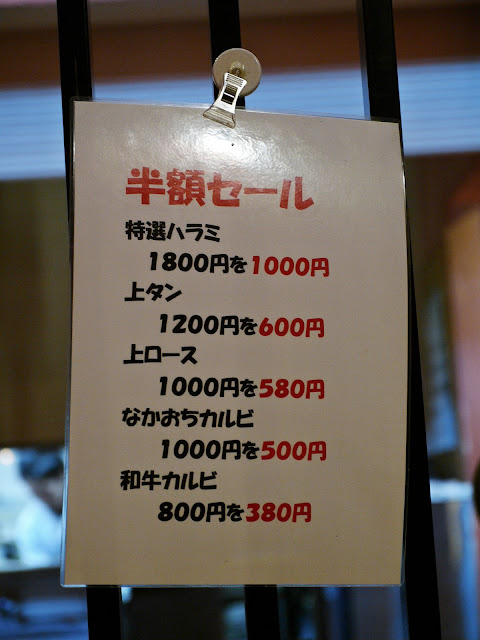 半額セール
特選ハラミ
1800円を1000円
上タン
1200円を600円
上ロース
1000円を580円
なかおちカルビ
1000円を500円
和牛カルビ
800円を380円